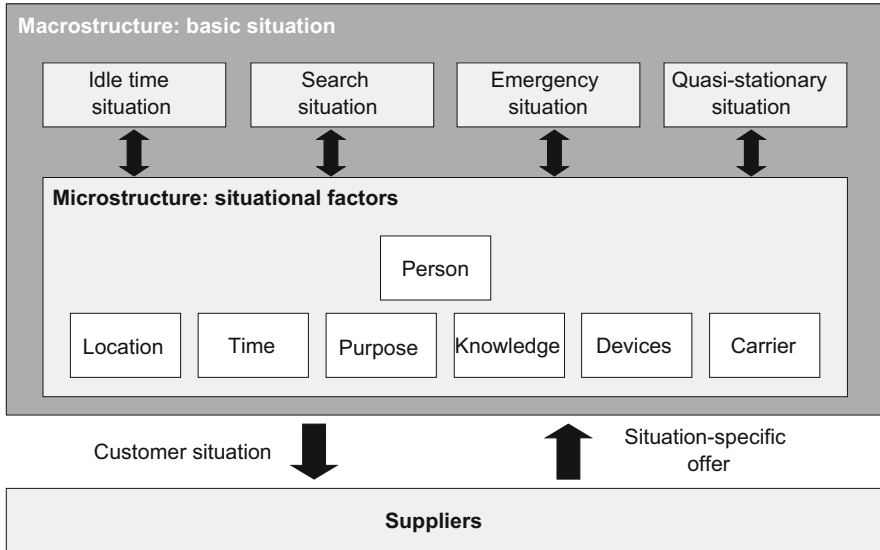 Macrostructure: basic situation
Idle time
situation
Search
situation
Emergency
situation
Quasi-stationary
situation
Microstructure: situational factors
Person
Location
Time
Purpose
Knowledge
Devices
Carrier
Customer situation
Situation-specific
offer
Suppliers